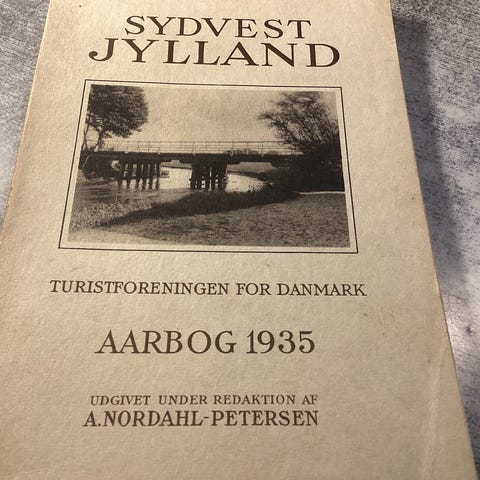 SYDVEST
JYLLAND
TURISTFORENINGEN FOR DANMARK
AARBOG 1935
UDGIVET UNDER REDAKTION AF
A. NORDAHL-PETERSEN